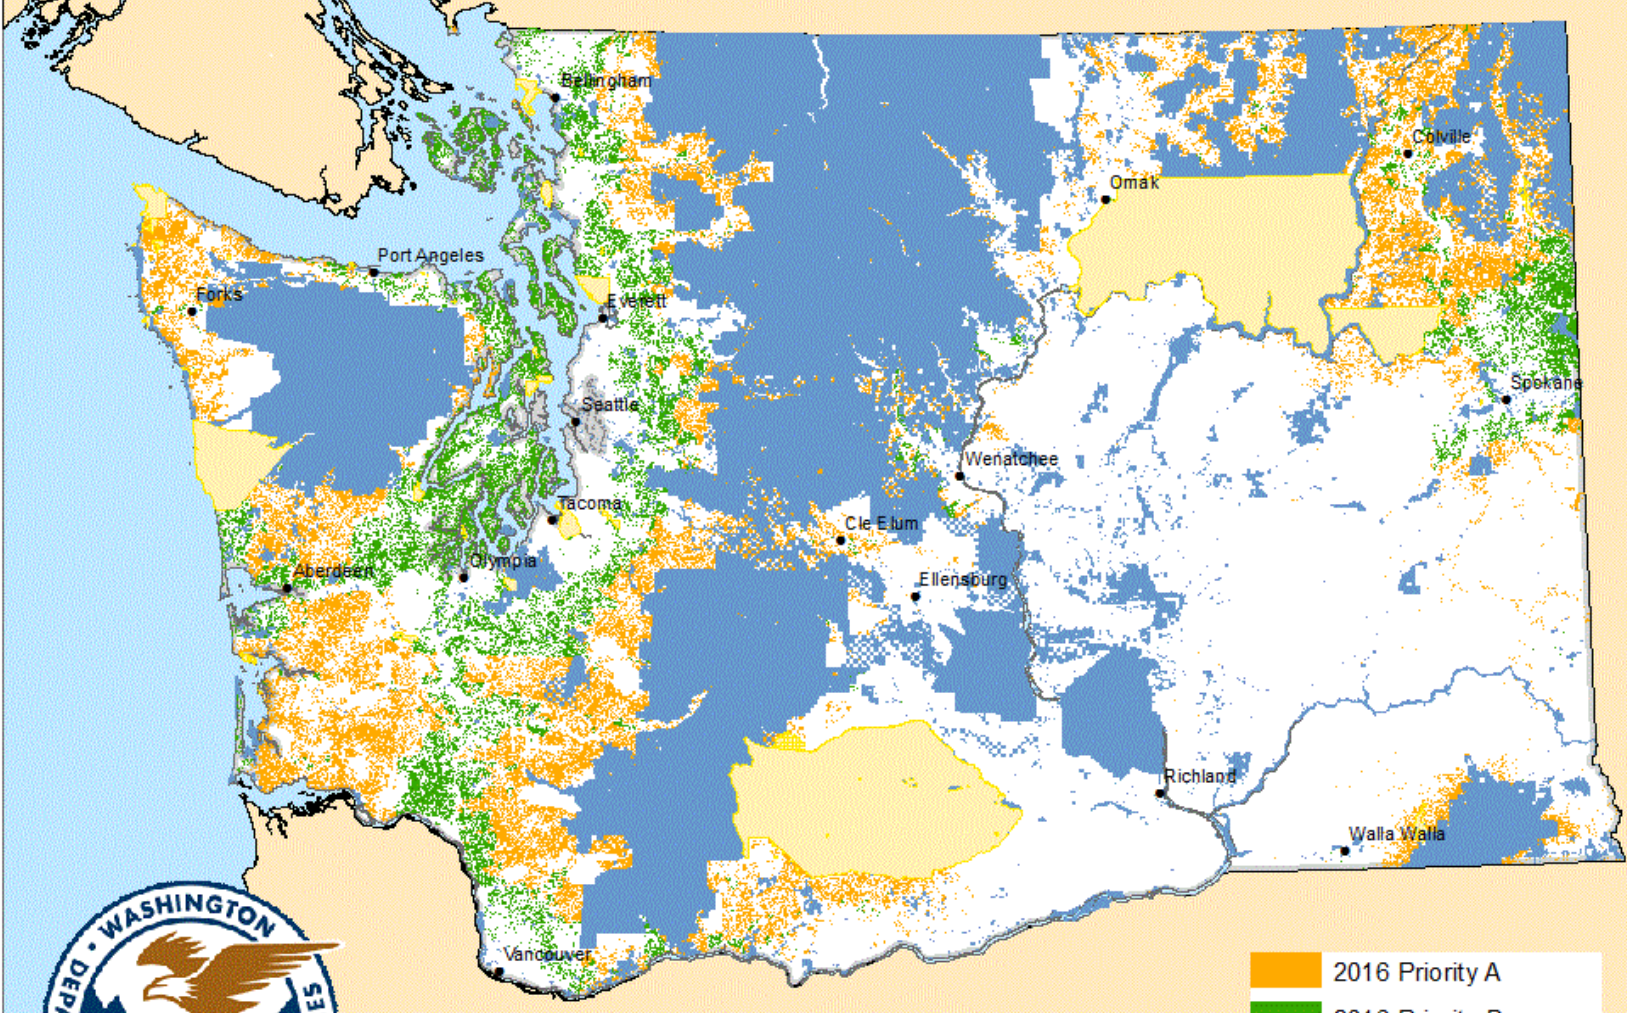 Bellingham
Colville
Omak
Port Angeles
Forks
Everett
Spokane
Seattle
Wenatchee
Tacoma
Cle Elum
Olympia
Aberdeen
Ellensburg
Richland
Walla Walla
Vancouver
WASHINGTON
2016 Priority A